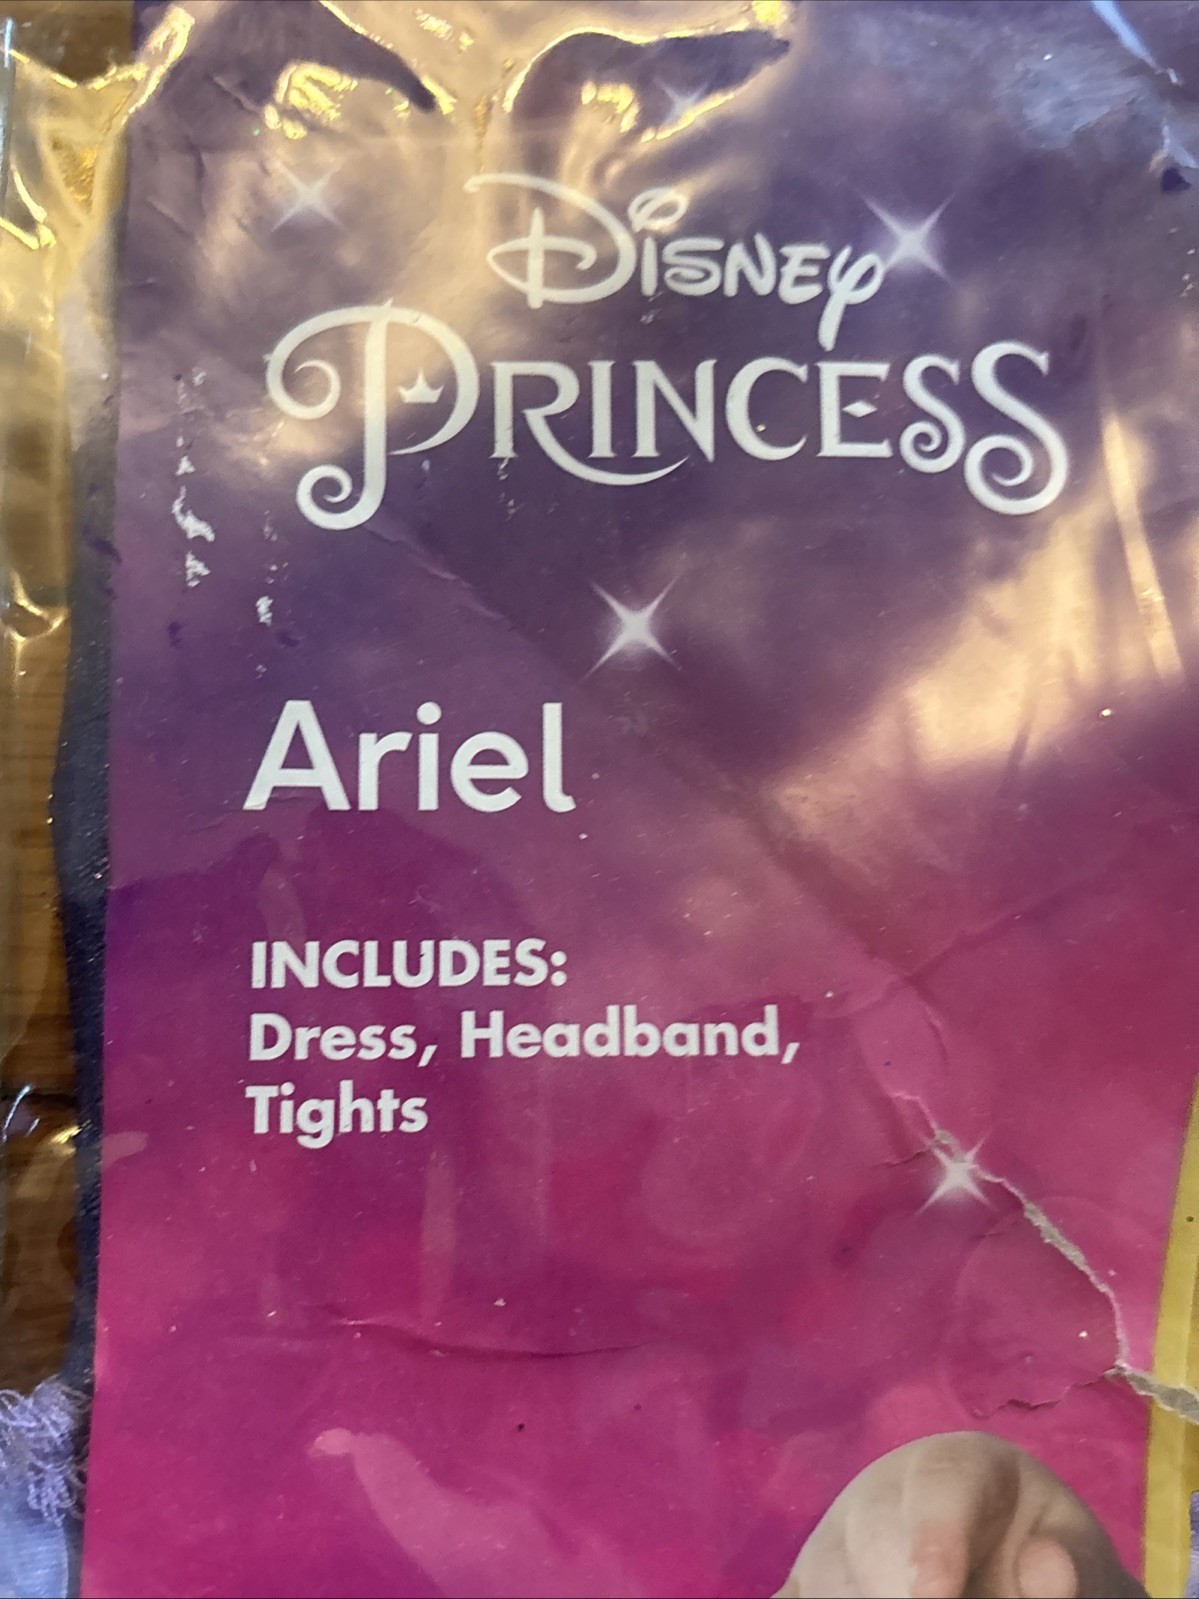 Disney
PRINCESS
Ariel
INCLUDES:
Dress, Headband,
Tights